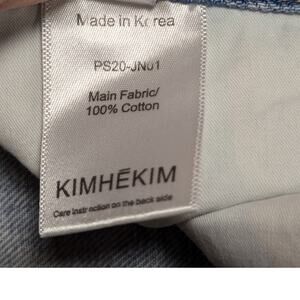 Made in Korea
PS20-JN01
Main Fabric/
100% Cotton
KIMHĒKIM
Care instruction on the back side